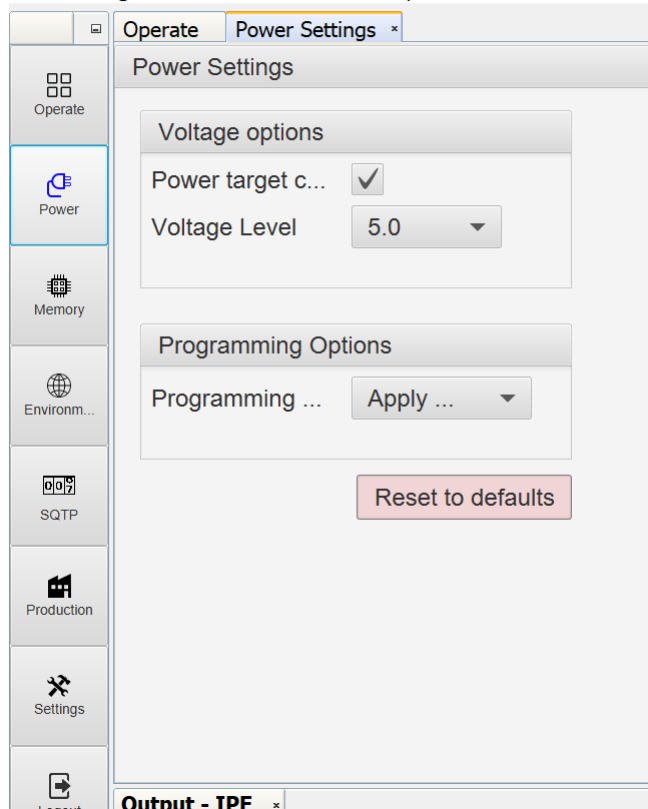 Operate
Power Settings
Power Settings
Operate
Voltage options
Power target c...
Power
Voltage Level
5.0
Memory
Programming Options
Programming ...
Apply ...
Environm...
Reset to defaults
SQTP
Production
Settings
Output - IPE